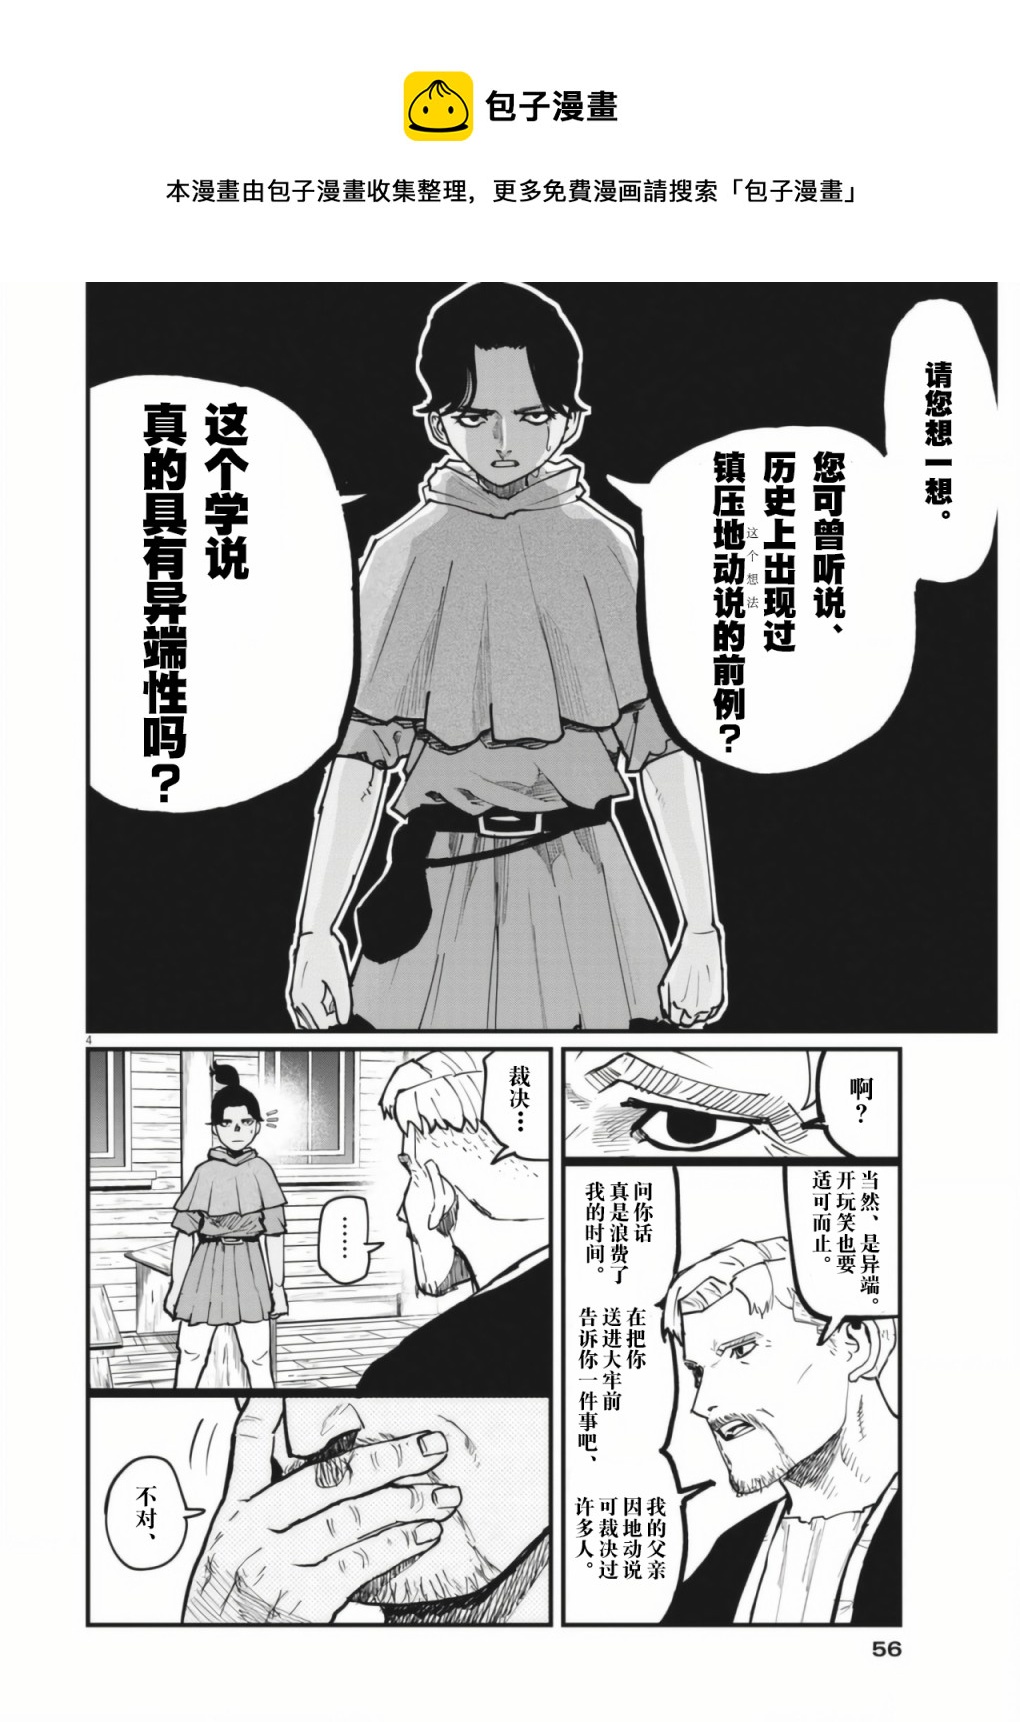 包子漫畫
本漫畫由包子漫畫收集整理，更多免費漫画請搜索「包子漫畫」
请您想一想。
您可曾听说、
历史上出现过
镇压地动说的前例？
这个想法
这个学说
真的具有异端性吗？
4
啊？
当然、是异端。
开玩笑也要
适可而止。
问你话
真是浪费了
我的时间。
在把你
送进大牢前
告诉你一件事吧、
我的父亲
因地动说
可裁决过
许多人。
裁决…
……
不对、
56